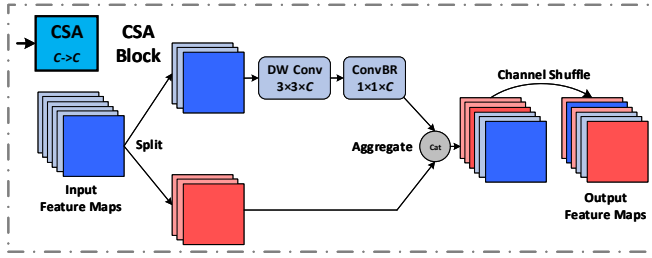 CSA
C->C
CSA
Block
DW Conv
3×3×C
ConvBR
1×1×C
Channel Shuffle
Split
Aggregate
Cat
Input
Feature Maps
Output
Feature Maps